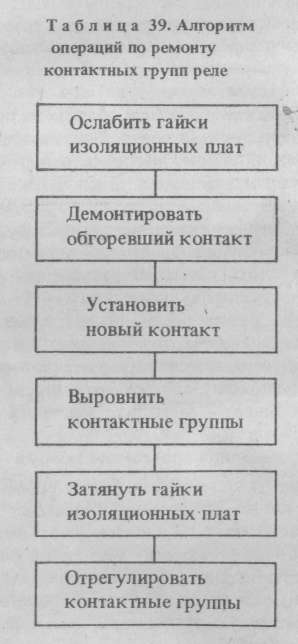 Таблица 39. Алгоритм
операций по ремонту
контактных групп реле
Ослабить гайки
изоляционных плат
Демонтировать
обгоревший контакт
Установить
новый контакт
Выровнить
контактные группы
Затянуть гайки
изоляционных плат
Отрегулировать
контактные группы